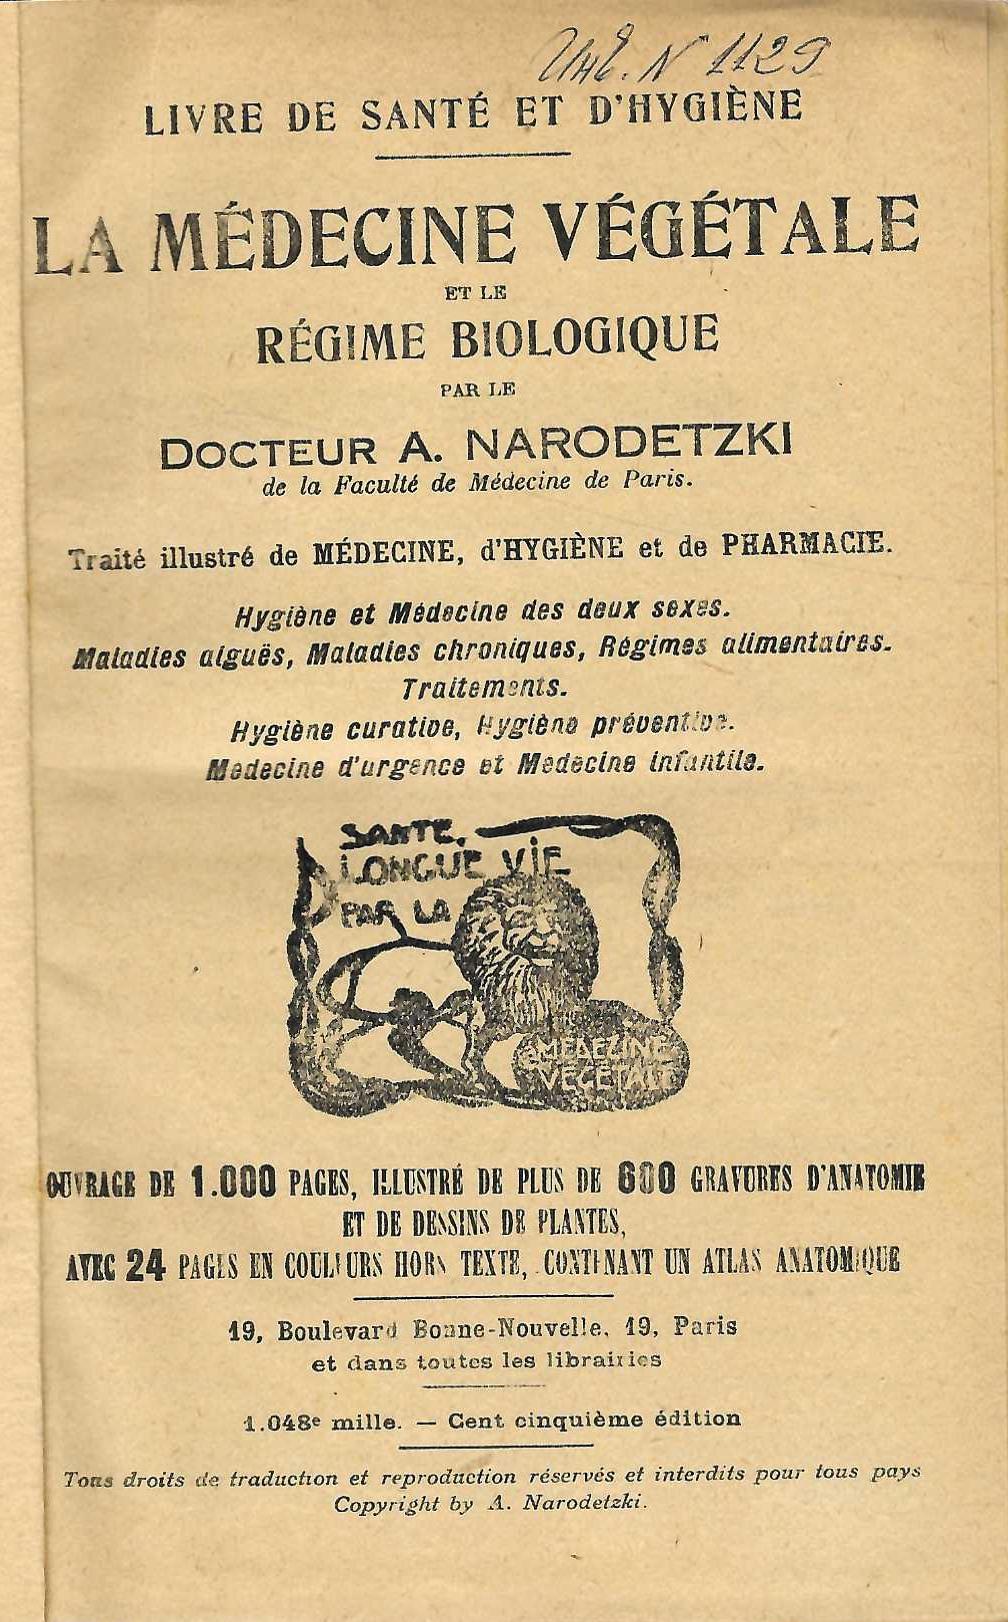 Инв. N 1129
LIVRE DE SANTÉ ET D'HYGIÈNE
LA MÉDECINE VÉGÉTALE
ET LE
RÉGIME BIOLOGIQUE
PAR LE
DOCTEUR A. NARODETZKI
de la Faculté de Médecine de Paris.
Traité illustré de MÉDECINE, d'HYGIÈNE et de PHARMACIE.
Hygiène et Médecine des deux sexes.
Maladies aiguës, Maladies chroniques, Régimes alimentaires.
Traitements.
Hygiène curative, Hygiène préventive.
Medecine d'urgence et Medecine infantile.
SANTE,
LONGUE VIE
PAR LA
MEDECINE
VEGETALE
OUVRAGE DE 1.000 PAGES, ILLUSTRÉ DE PLUS DE 600 GRAVURES D'ANATOMIE
ET DE DESSINS DE PLANTES,
AVEC 24 PAGES EN COULEURS HORS TEXTE, CONTENANT UN ATLAS ANATOMIQUE
19, Boulevard Bonne-Nouvelle, 19, Paris
et dans toutes les librairies
1.048e mille. — Cent cinquième édition
Tous droits de traduction et reproduction réservés et interdits pour tous pays
Copyright by A. Narodetzki.